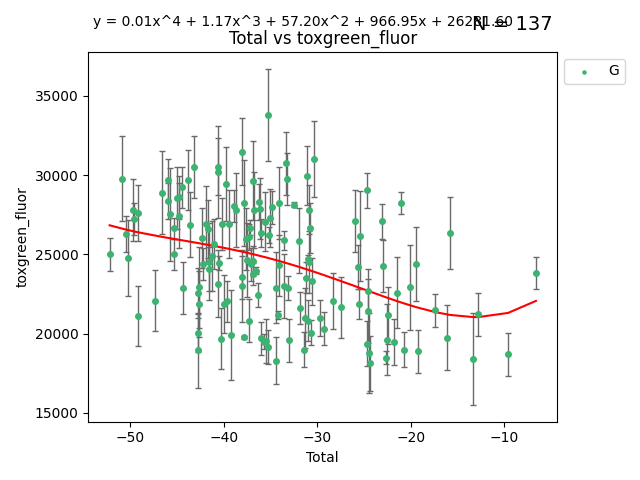 y = 0.01x^4 + 1.17x^3 + 57.20x^2 + 966.95x +
N = 137
Total vs toxgreen_fluor
G
toxgreen_fluor
35000
30000
25000
20000
15000
−50 −40 −30 −20 −10
Total